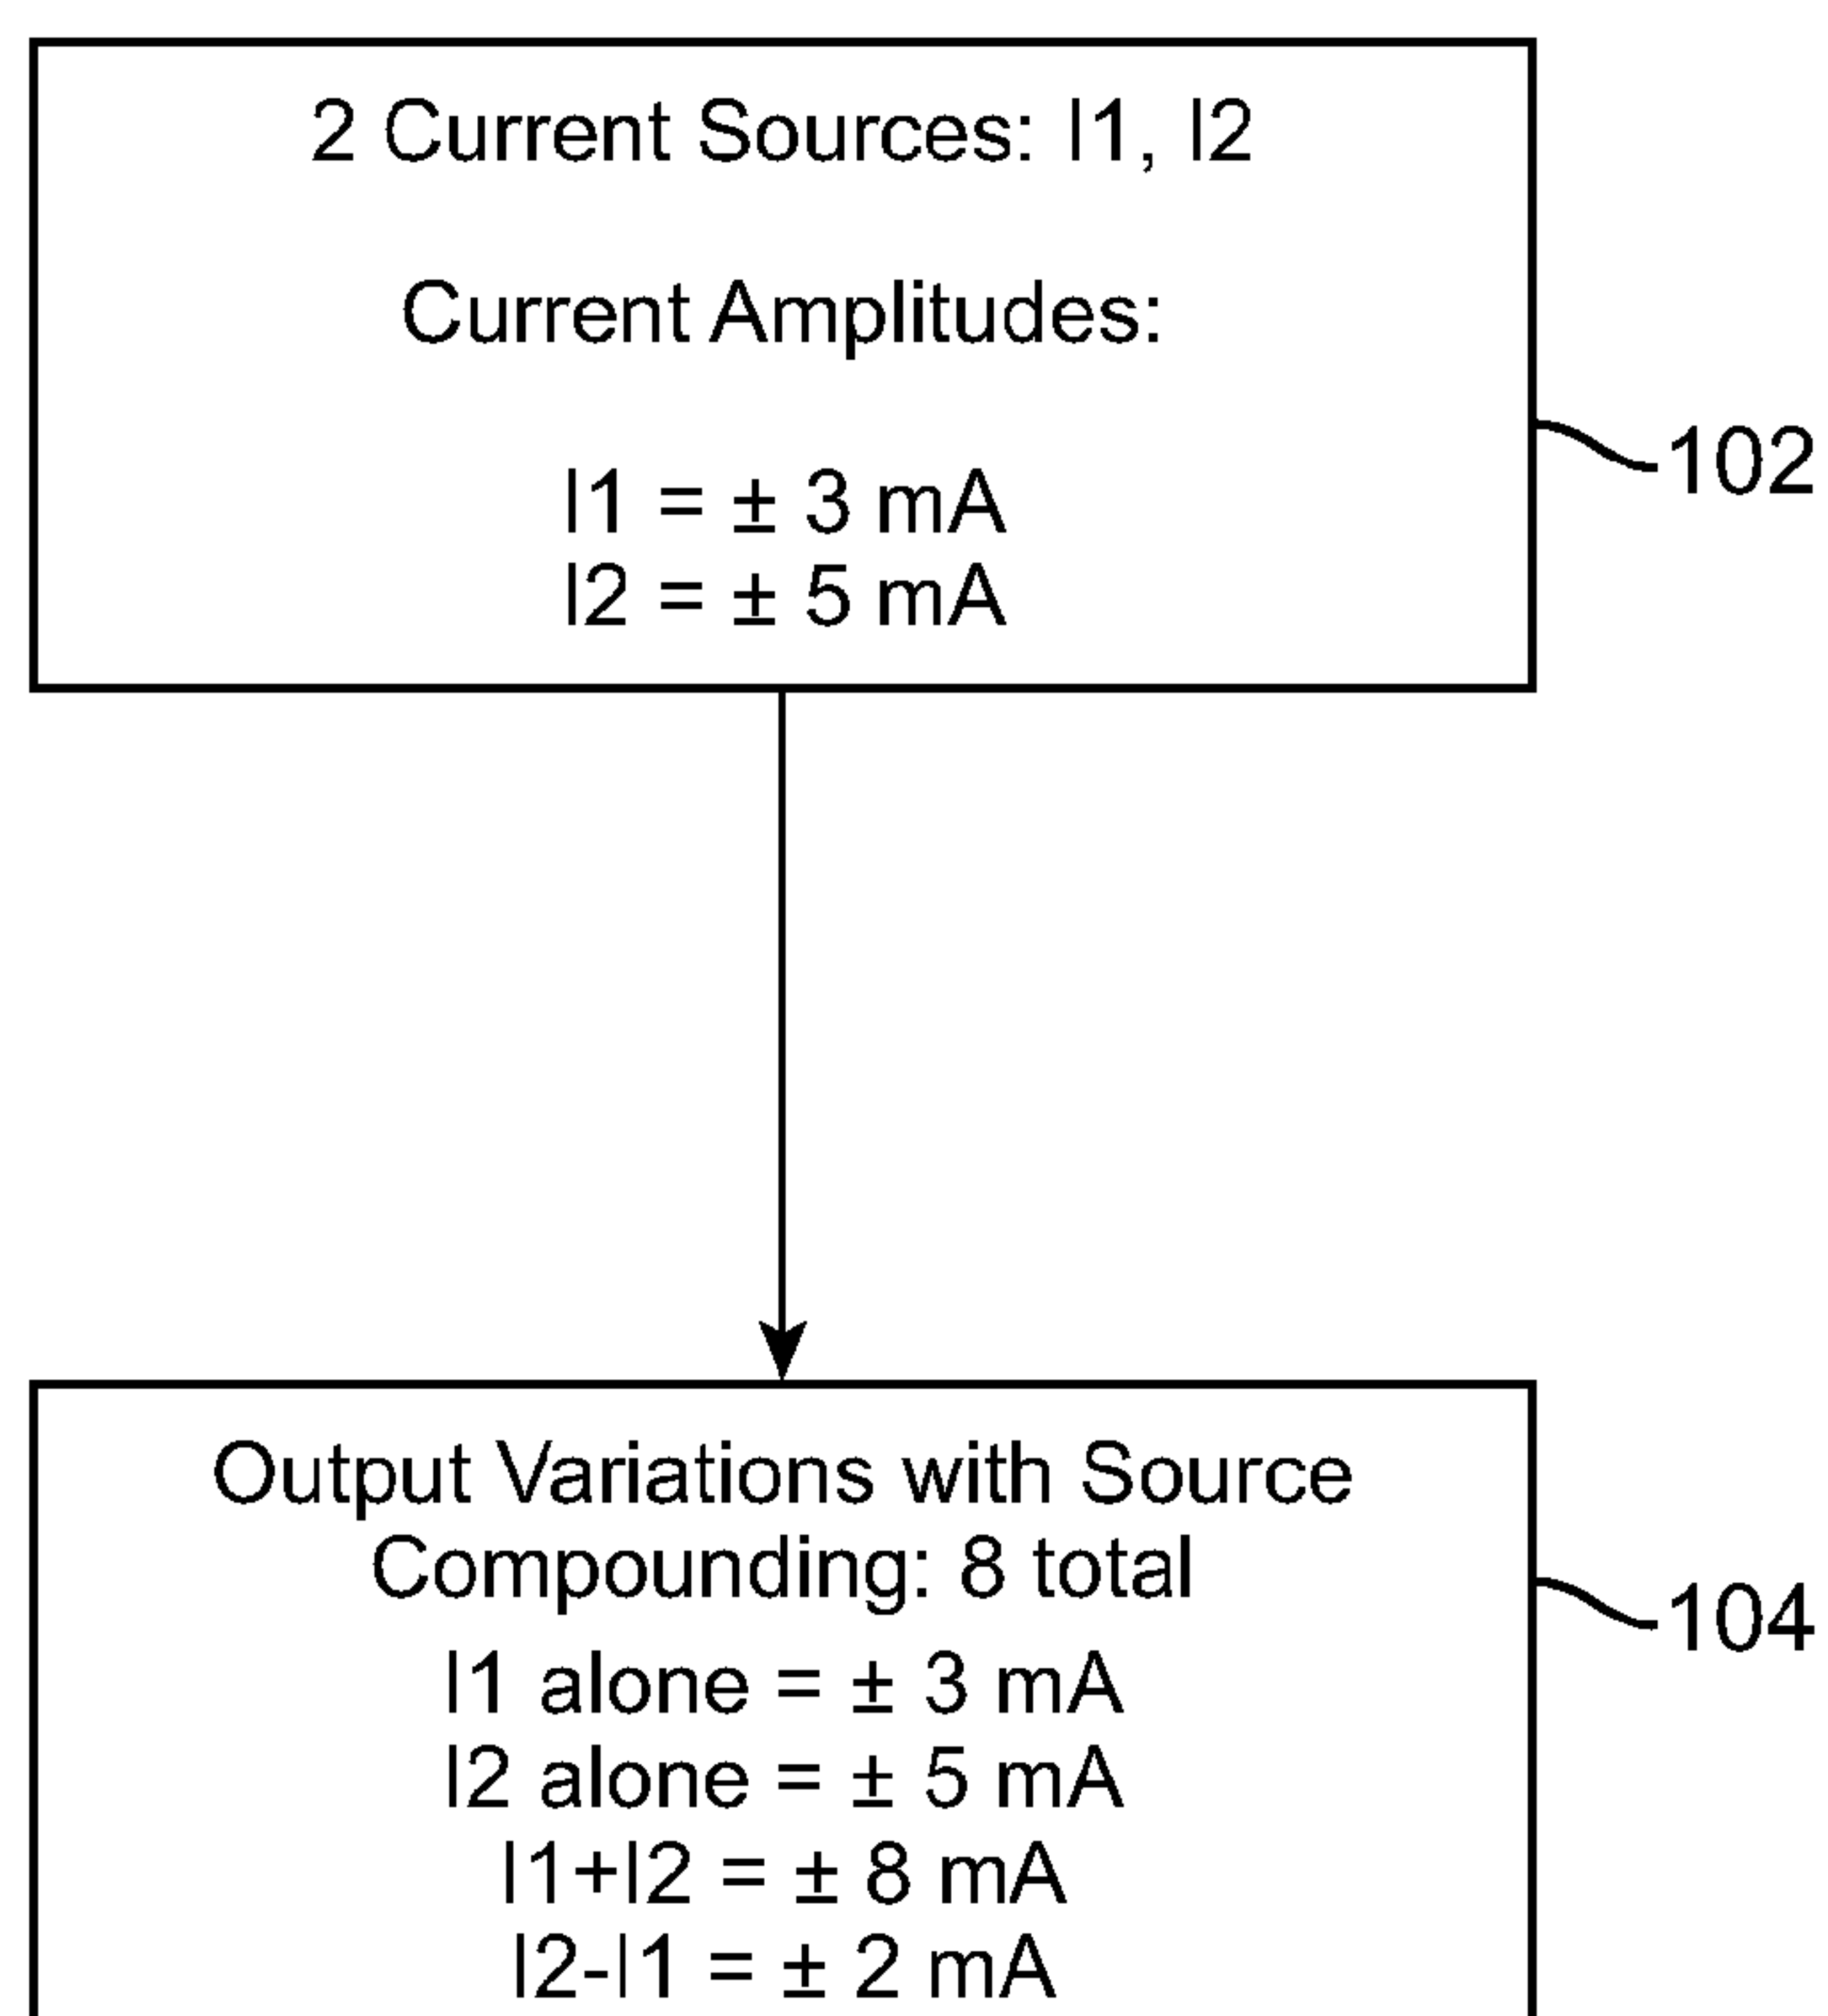 2 Current Sources: I1, I2
Current Amplitudes:
I1 = ± 3 mA
I2 = ± 5 mA
102
Output Variations with Source
Compounding: 8 total
I1 alone = ± 3 mA
I2 alone = ± 5 mA
I1+I2 = ± 8 mA
I2-I1 = ± 2 mA
104